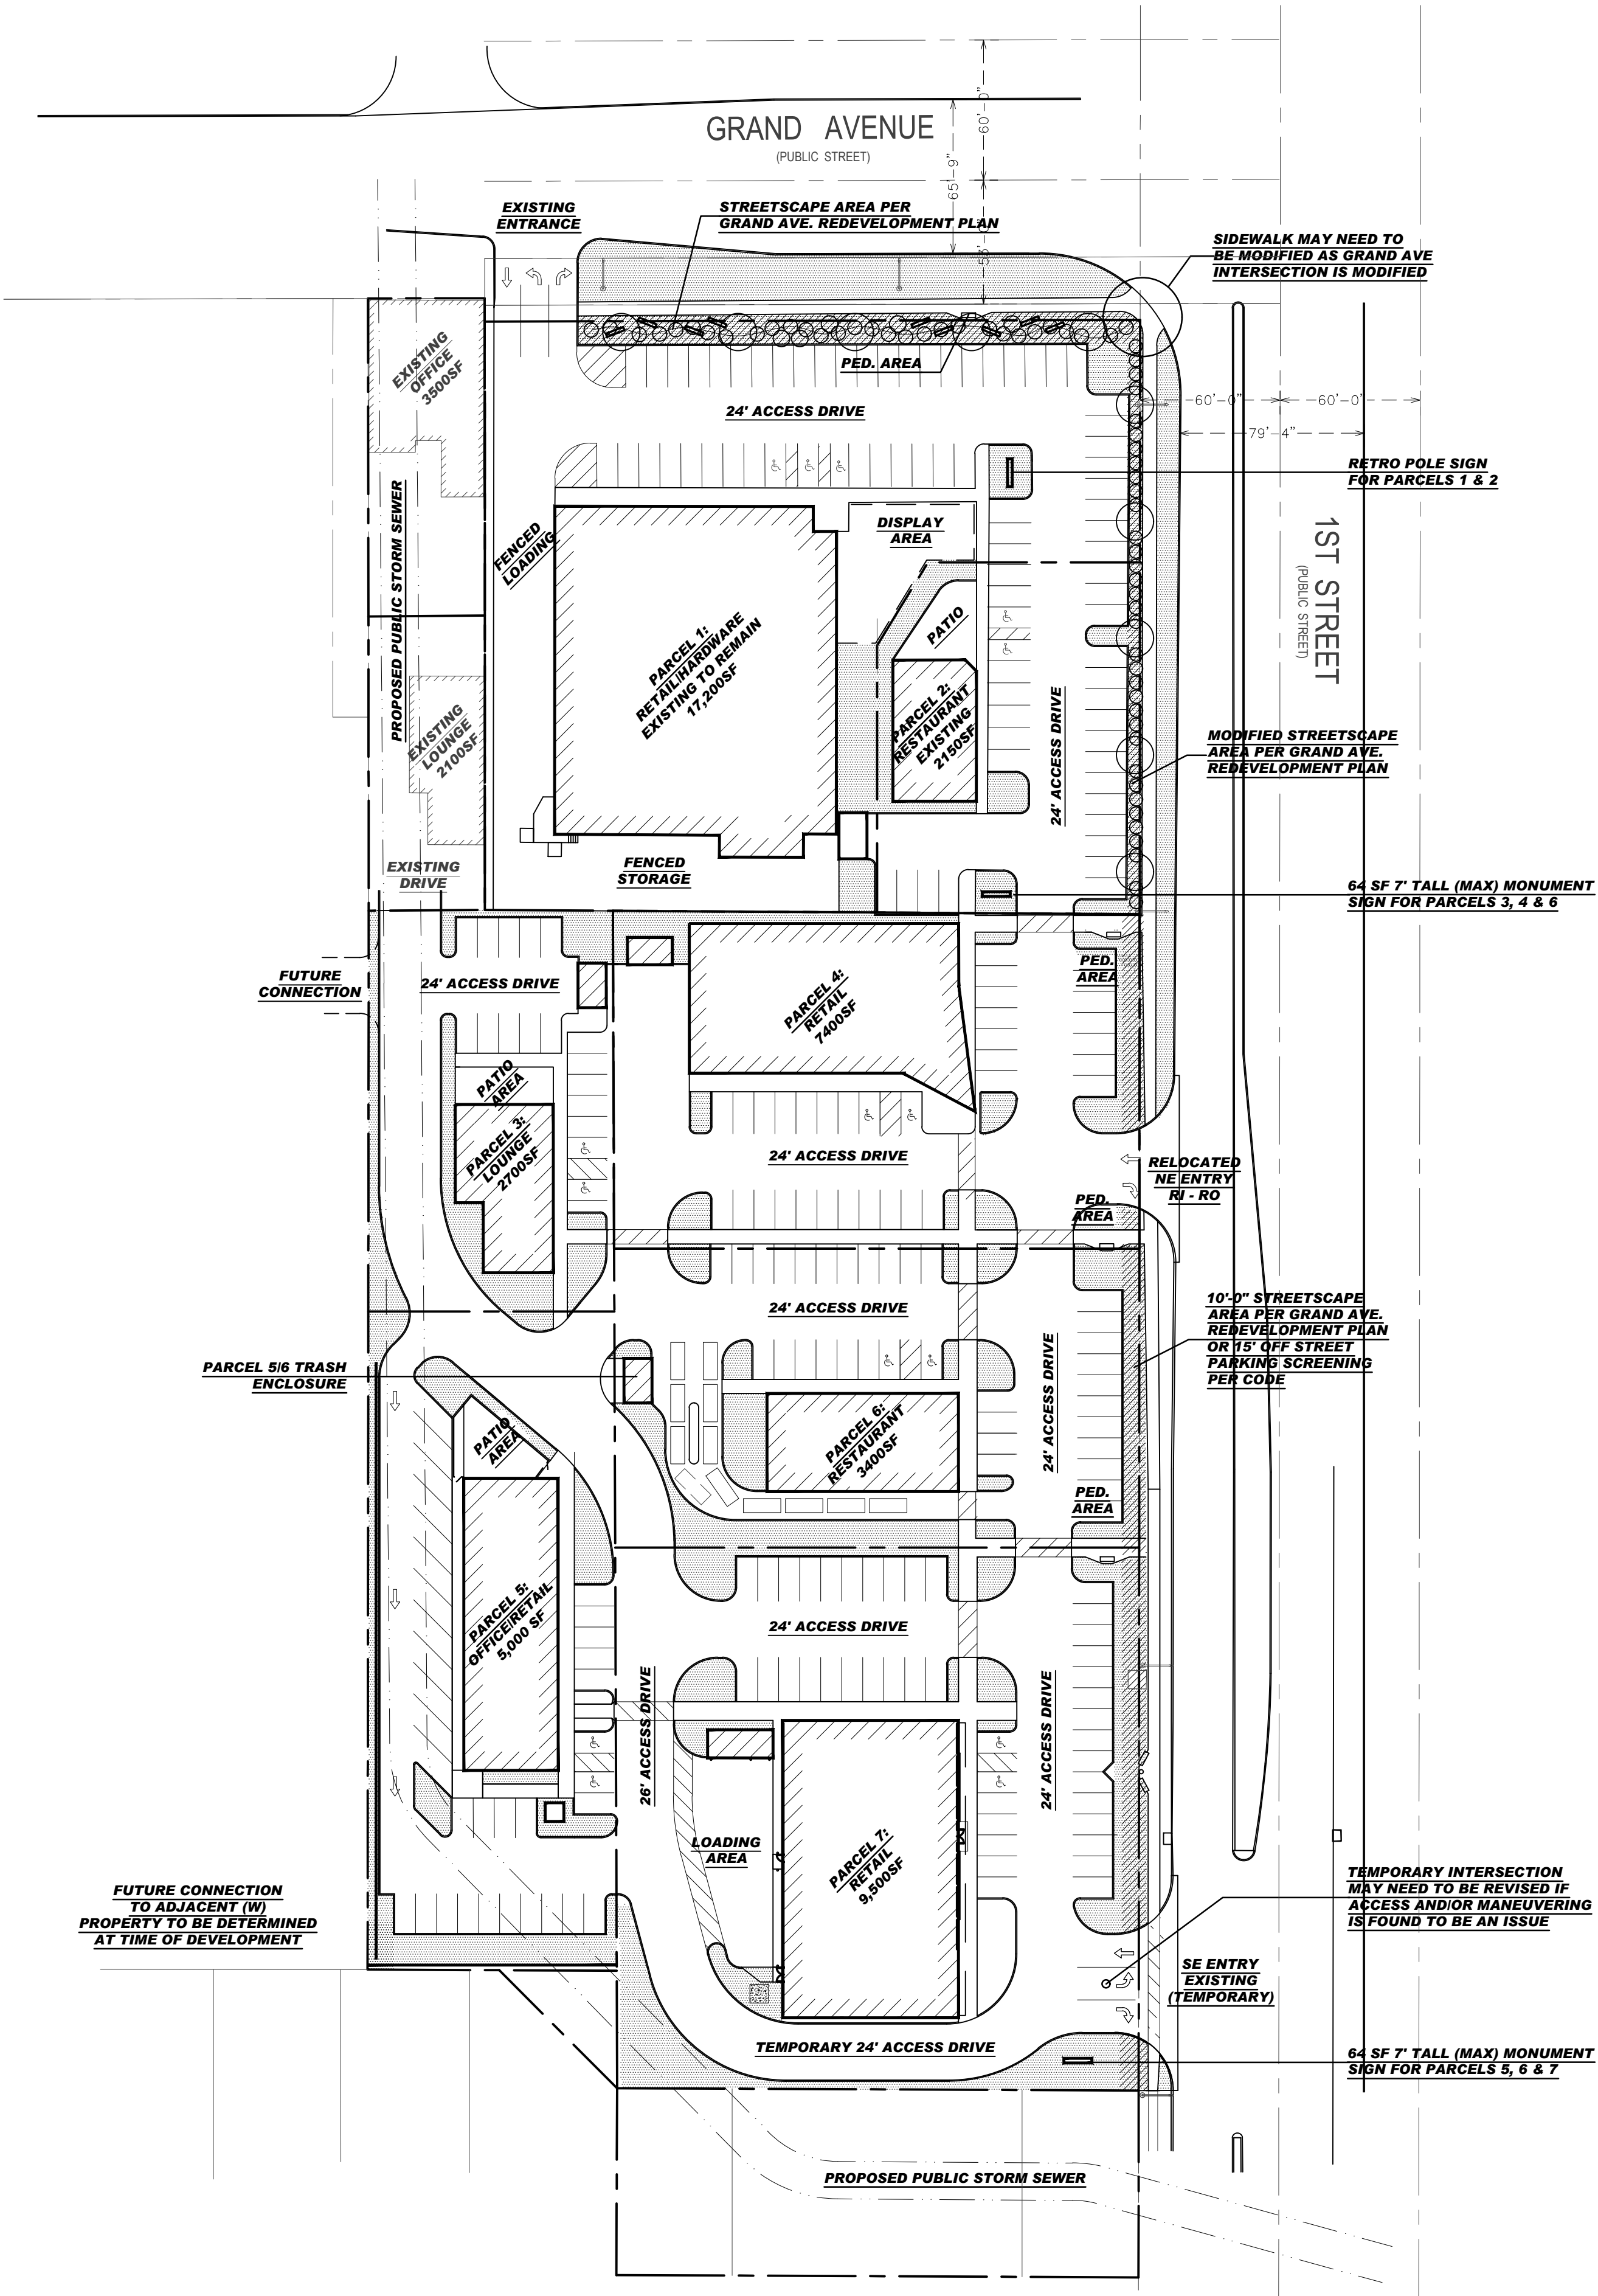 GRAND AVENUE
(PUBLIC STREET)
60'-0"
65'-9"
EXISTING
ENTRANCE
STREETSCAPE AREA PER
GRAND AVE. REDEVELOPMENT PLAN
SIDEWALK MAY NEED TO
BE MODIFIED AS GRAND AVE
INTERSECTION IS MODIFIED
EXISTING
OFFICE
3500SF
PED. AREA
24' ACCESS DRIVE
60'-0"
60'-0"
79'-4"
RETRO POLE SIGN
FOR PARCELS 1 & 2
PROPOSED PUBLIC STORM SEWER
FENCED
LOADING
DISPLAY
AREA
1ST STREET
(PUBLIC STREET)
PATIO
PARCEL 1:
RETAIL/HARDWARE
EXISTING TO REMAIN
17,200SF
PARCEL 2:
RESTAURANT
EXISTING
2150SF
24' ACCESS DRIVE
EXISTING
LOUNGE
2100SF
MODIFIED STREETSCAPE
AREA PER GRAND AVE.
REDEVELOPMENT PLAN
EXISTING
DRIVE
FENCED
STORAGE
64 SF 7' TALL (MAX) MONUMENT
SIGN FOR PARCELS 3, 4 & 6
FUTURE
CONNECTION
24' ACCESS DRIVE
PARCEL 4:
RETAIL
7400SF
PED.
AREA
PATIO
AREA
PARCEL 3:
LOUNGE
2700SF
24' ACCESS DRIVE
RELOCATED
NE ENTRY
RI - RO
PED.
AREA
24' ACCESS DRIVE
10'-0" STREETSCAPE
AREA PER GRAND AVE.
REDEVELOPMENT PLAN
OR 15' OFF STREET
PARKING SCREENING
PER CODE
PARCEL 5/6 TRASH
ENCLOSURE
24' ACCESS DRIVE
PATIO
AREA
PARCEL 6:
RESTAURANT
3400SF
PED.
AREA
PARCEL 5:
OFFICE/RETAIL
5,000 SF
24' ACCESS DRIVE
26' ACCESS DRIVE
24' ACCESS DRIVE
LOADING
AREA
PARCEL 7:
RETAIL
9,500SF
FUTURE CONNECTION
TO ADJACENT (W)
PROPERTY TO BE DETERMINED
AT TIME OF DEVELOPMENT
TEMPORARY INTERSECTION
MAY NEED TO BE REVISED IF
ACCESS AND/OR MANEUVERING
IS FOUND TO BE AN ISSUE
SE ENTRY
EXISTING
(TEMPORARY)
TEMPORARY 24' ACCESS DRIVE
64 SF 7' TALL (MAX) MONUMENT
SIGN FOR PARCELS 5, 6 & 7
PROPOSED PUBLIC STORM SEWER